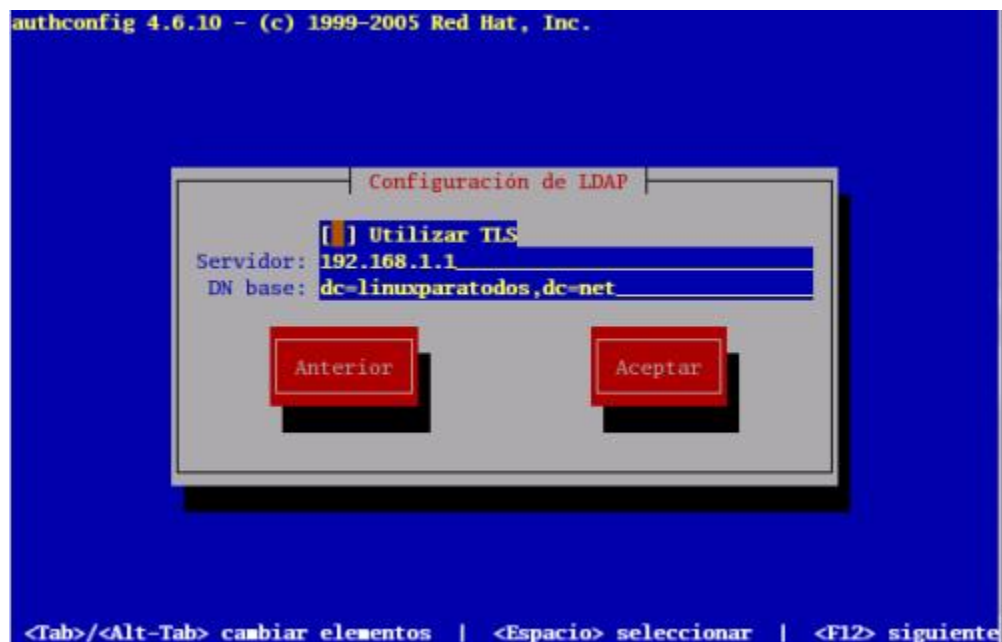 authconfig 4.6.10 - (c) 1999-2005 Red Hat, Inc.
Configuración de LDAP
[ ] Utilizar TLS
Servidor: 192.168.1.1
DN base: dc=linuxparatodos,dc=net
Anterior Aceptar
<Tab>/<Alt-Tab> cambiar elementos | <Espacio> seleccionar | <F12> siguiente